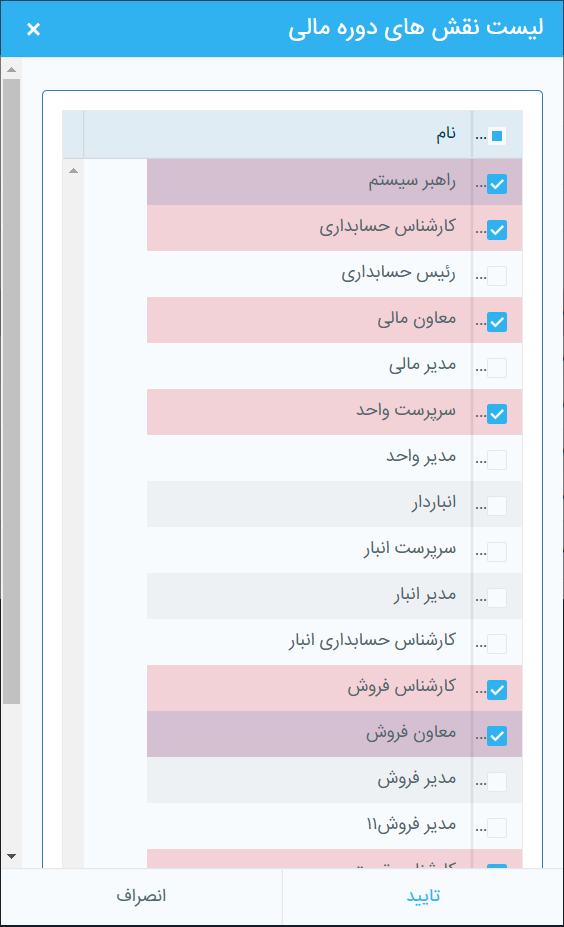 لیست نقش های دوره مالی
... نام
... راهبر سیستم
... کارشناس حسابداری
... رئیس حسابداری
... معاون مالی
... مدیر مالی
... سرپرست واحد
... مدیر واحد
... انباردار
... سرپرست انبار
... مدیر انبار
... کارشناس حسابداری انبار
... کارشناس فروش
... معاون فروش
... مدیر فروش
... مدیر فروش۱۱
تایید
انصراف